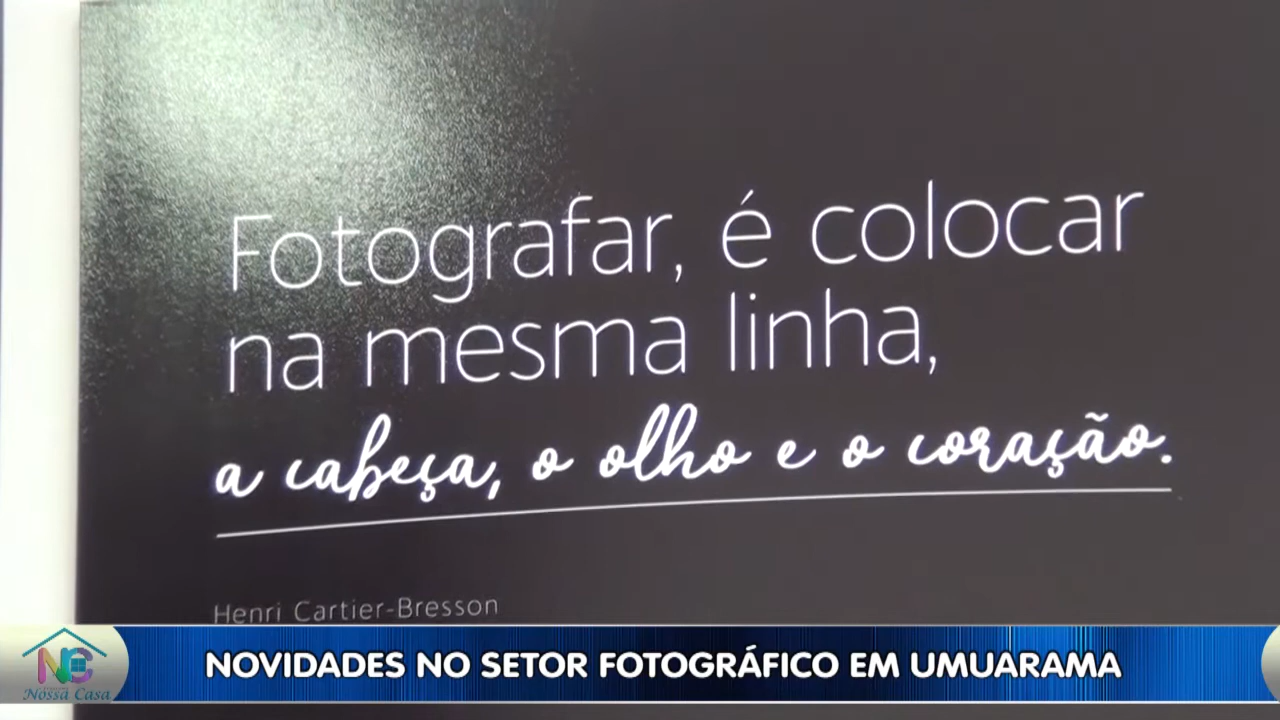 Fotografar, é colocar
na mesma linha,
a cabeça, o olho e o coração.
Henri Cartier-Bresson
NOVIDADES NO SETOR FOTOGRÁFICO EM UMUARAMA
NC
Nossa Casa